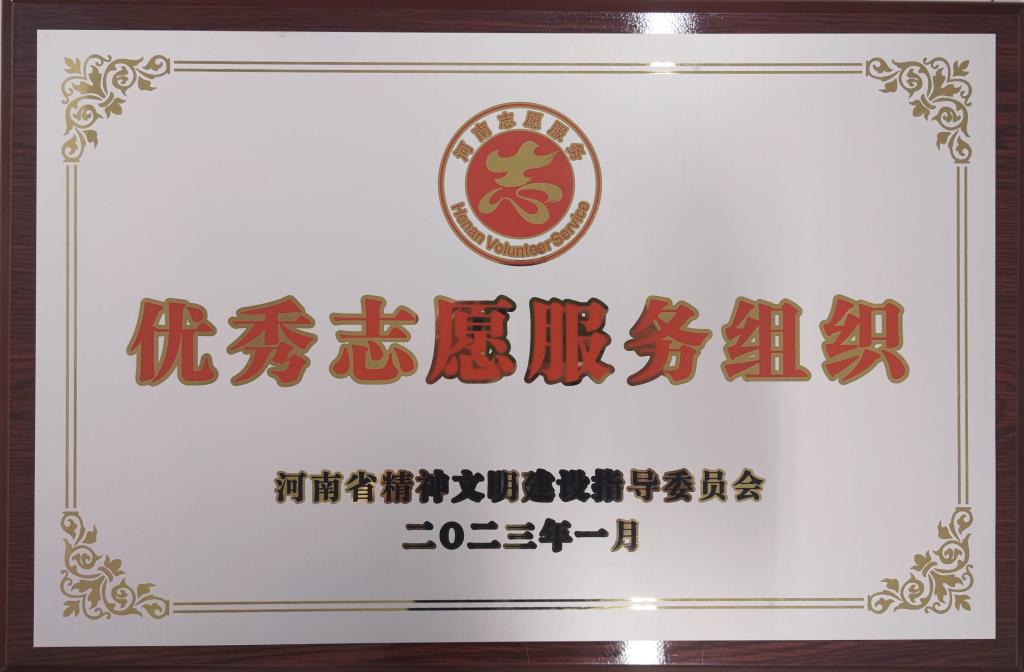 河南志愿服务
志
Henan Volunteer Service
优秀志愿服务组织
河南省精神文明建设指导委员会
二〇二三年一月